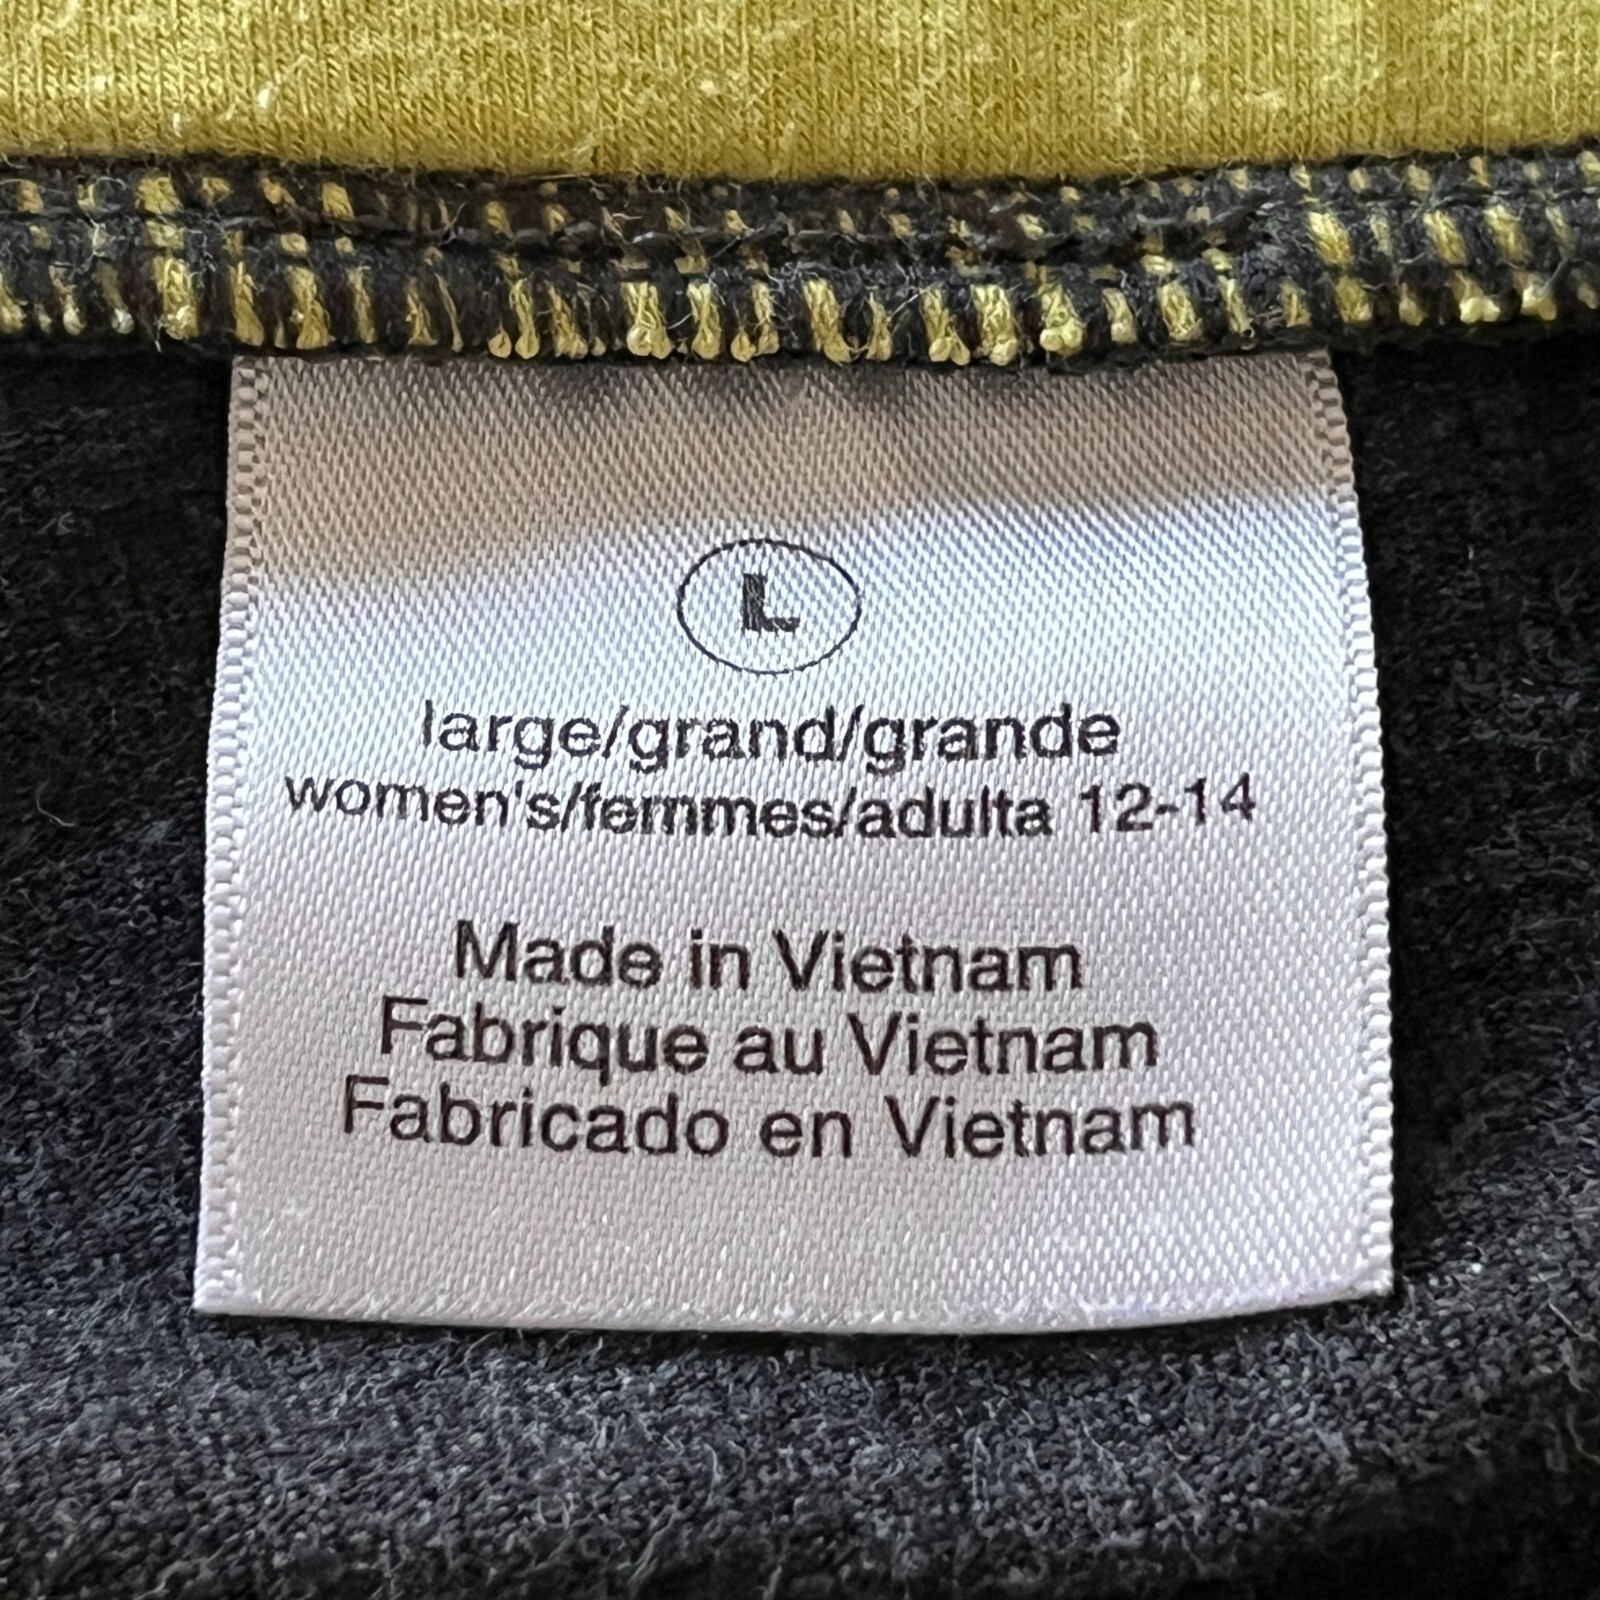 L
large/grand/grande
women's/femmes/adulta 12-14
Made in Vietnam
Fabrique au Vietnam
Fabricado en Vietnam